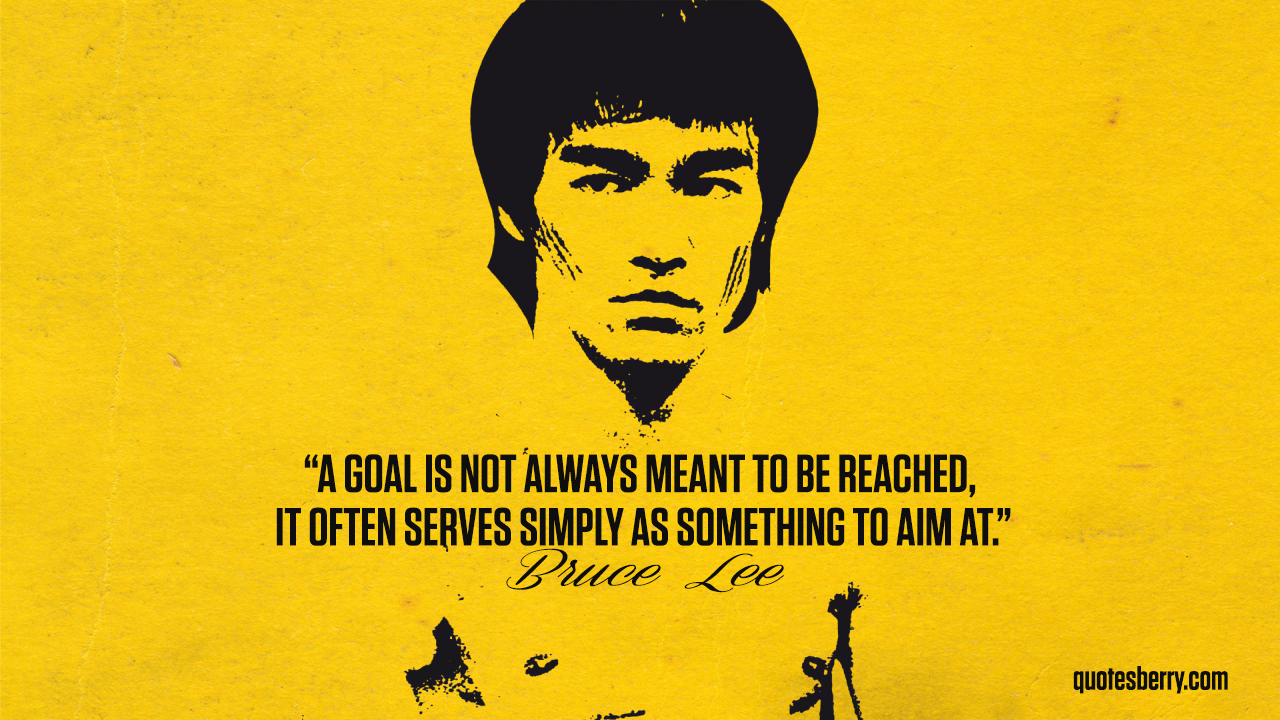 “A GOAL IS NOT ALWAYS MEANT TO BE REACHED,
IT OFTEN SERVES SIMPLY AS SOMETHING TO AIM AT.”
Bruce Lee
quotesberry.com